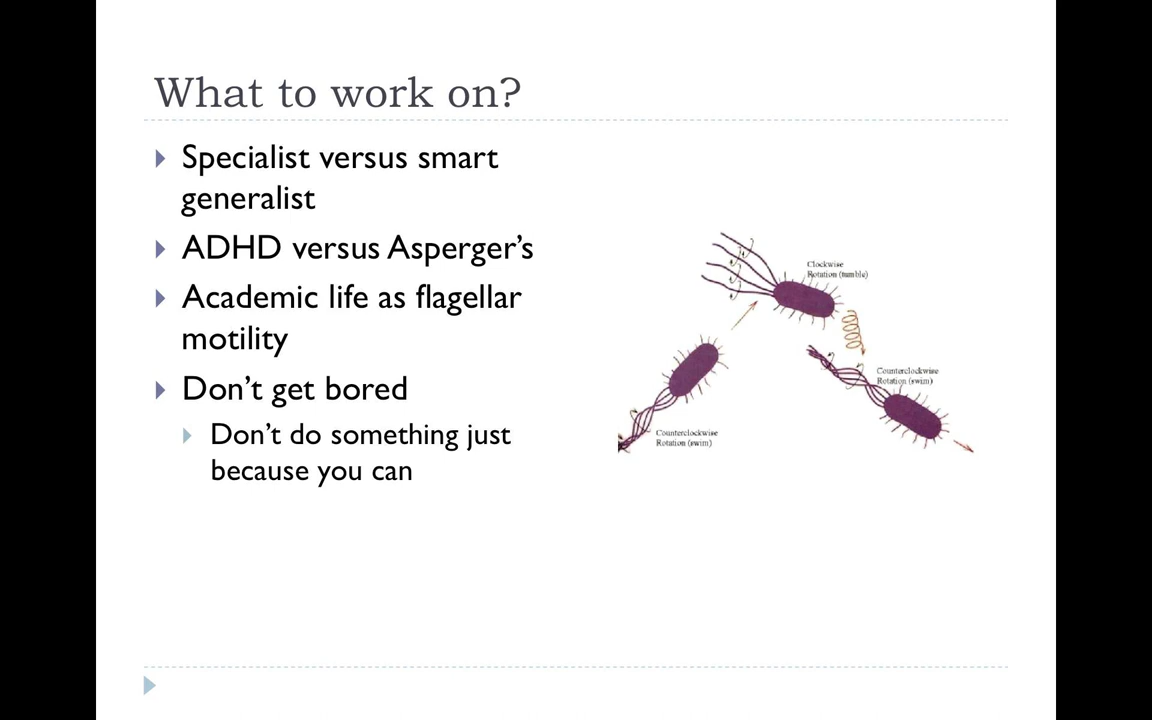 What to work on?
Specialist versus smart
generalist
ADHD versus Asperger’s
Academic life as flagellar
motility
Don’t get bored
Don’t do something just
because you can
Clockwise
Rotation (tumble)
Counterclockwise
Rotation (swim)
Counterclockwise
Rotation (swim)